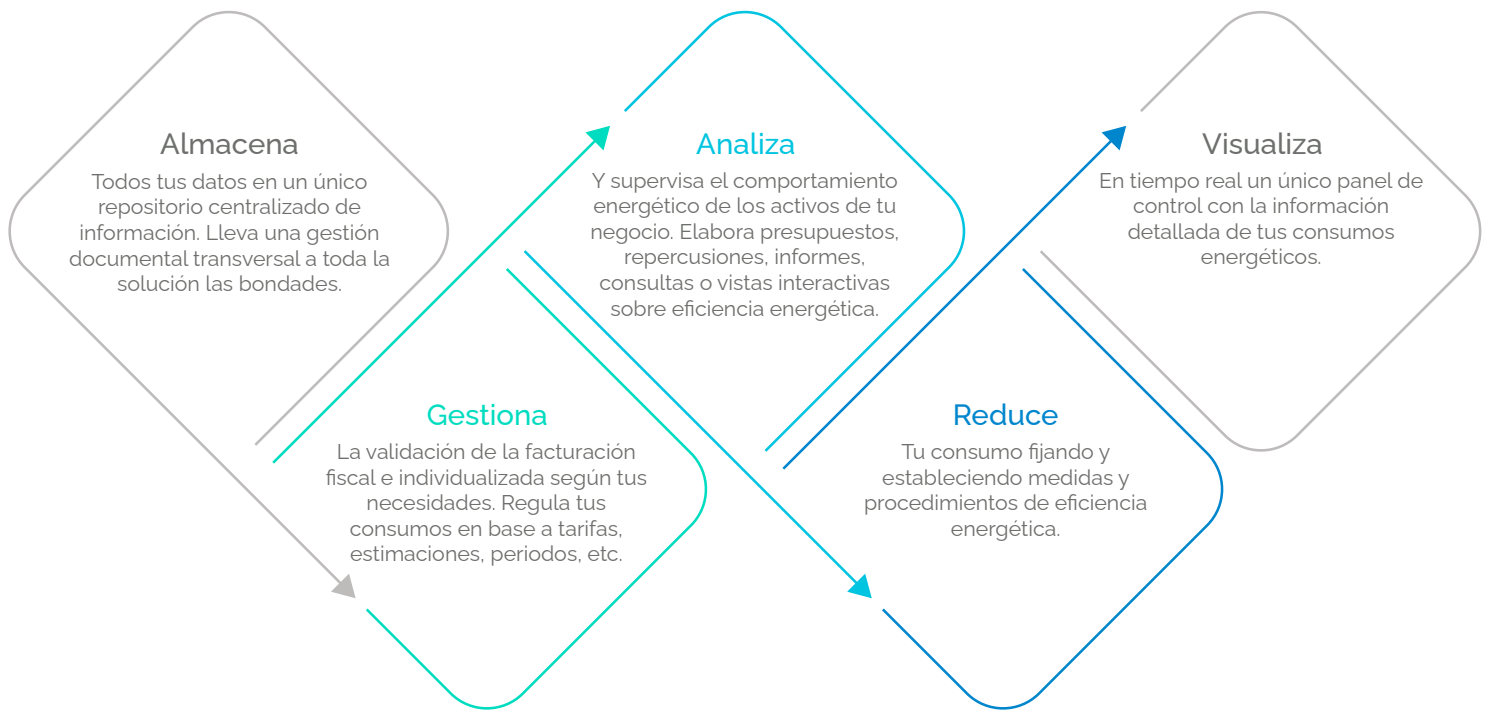 Almacena
Todos tus datos en un único
repositorio centralizado de
información. Lleva una gestión
documental transversal a toda la
solución las bondades.
Gestiona
La validación de la facturación
fiscal e individualizada según tus
necesidades. Regula tus
consumos en base a tarifas,
estimaciones, periodos, etc.
Analiza
Y supervisa el comportamiento
energético de los activos de tu
negocio. Elabora presupuestos,
repercusiones, informes,
consultas o vistas interactivas
sobre eficiencia energética.
Reduce
Tu consumo fijando y
estableciendo medidas y
procedimientos de eficiencia
energética.
Visualiza
En tiempo real un único panel de
control con la información
detallada de tus consumos
energéticos.